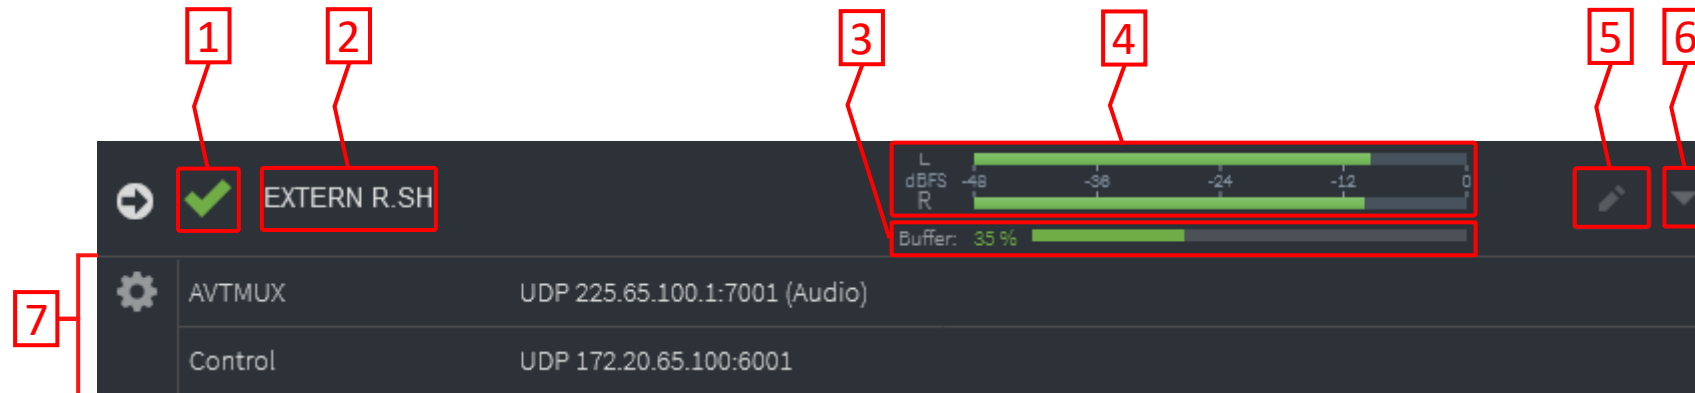 1 2 3 4 5 6
L
dBFS -48 -36 -24 -12 0
R
EXTERN R.SH
Buffer: 35 %
7
AVTMUX UDP 225.65.100.1:7001 (Audio)
Control UDP 172.20.65.100:6001